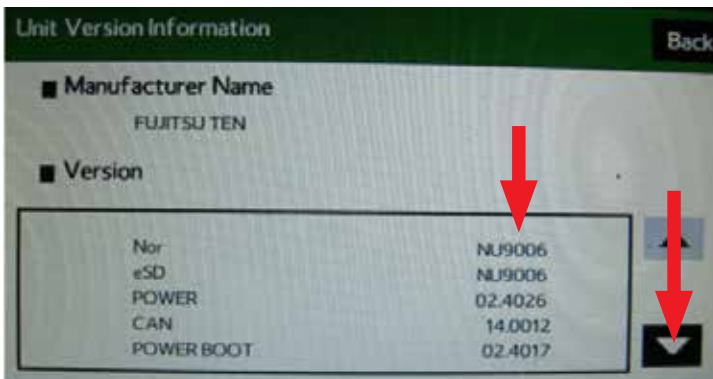 Unit Version Information
Back
Manufacturer Name
FUJITSU TEN
Version
Nor NU9006
eSD NU9006
POWER 02.4026
CAN 14.0012
POWER BOOT 02.4017